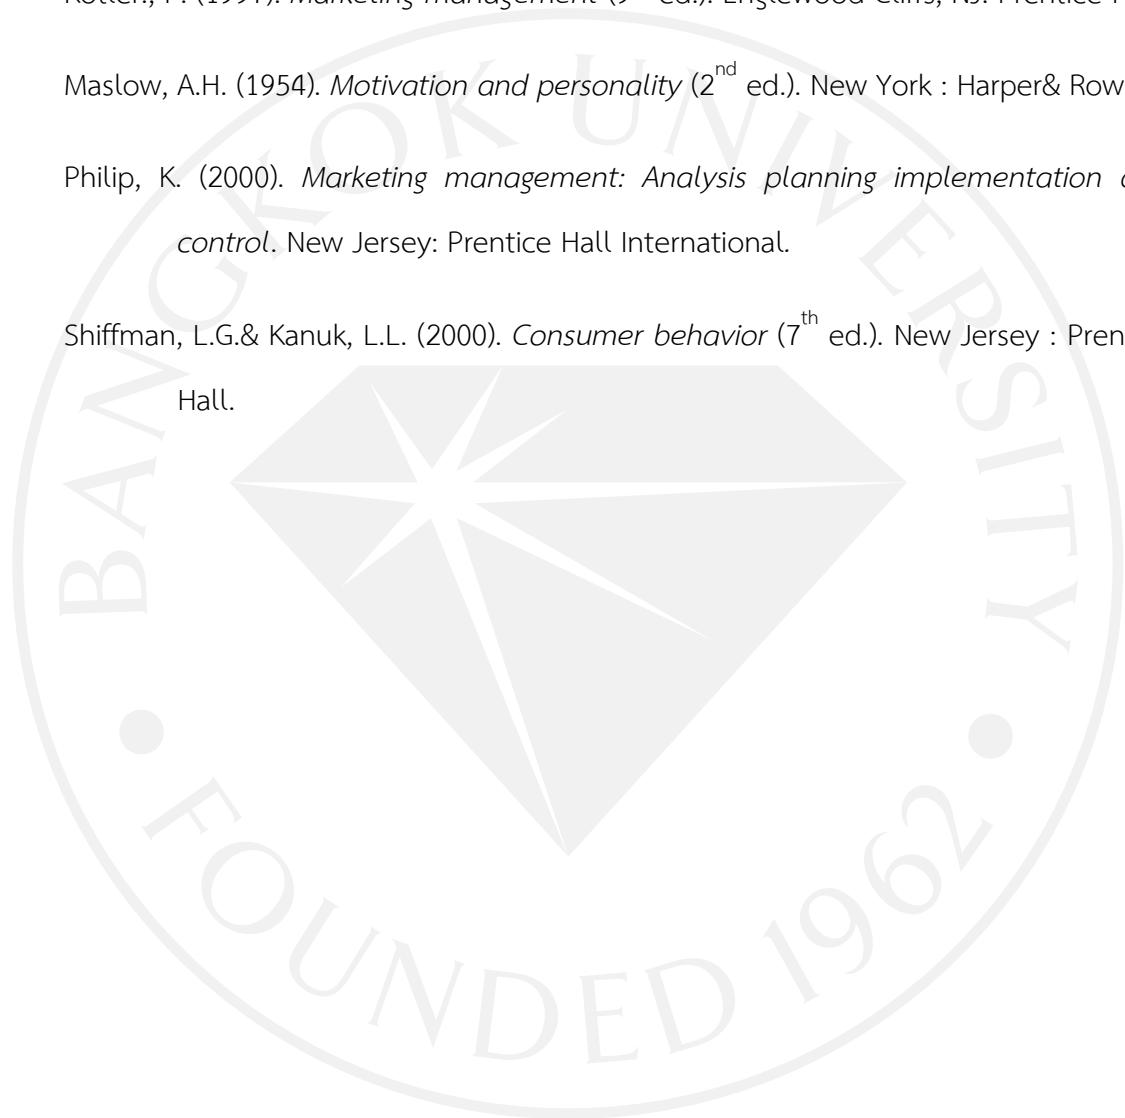 Kotler., P. Marketing management ed.). Englewood Cliffs, NJ: Prentice
Maslow, A.H. (1954). Motivation and personality (2nd ed.). New York : Harper& Row
Philip, K. (2000). Marketing management: Analysis planning implementation
control. New Jersey: Prentice Hall International.
Shiffman, L.G.& Kanuk, L.L. (2000). Consumer behavior (7th ed.). New Jersey : Pren
Hall.
BANGKOK UNIVERSITY
• FOUNDED 1962 •